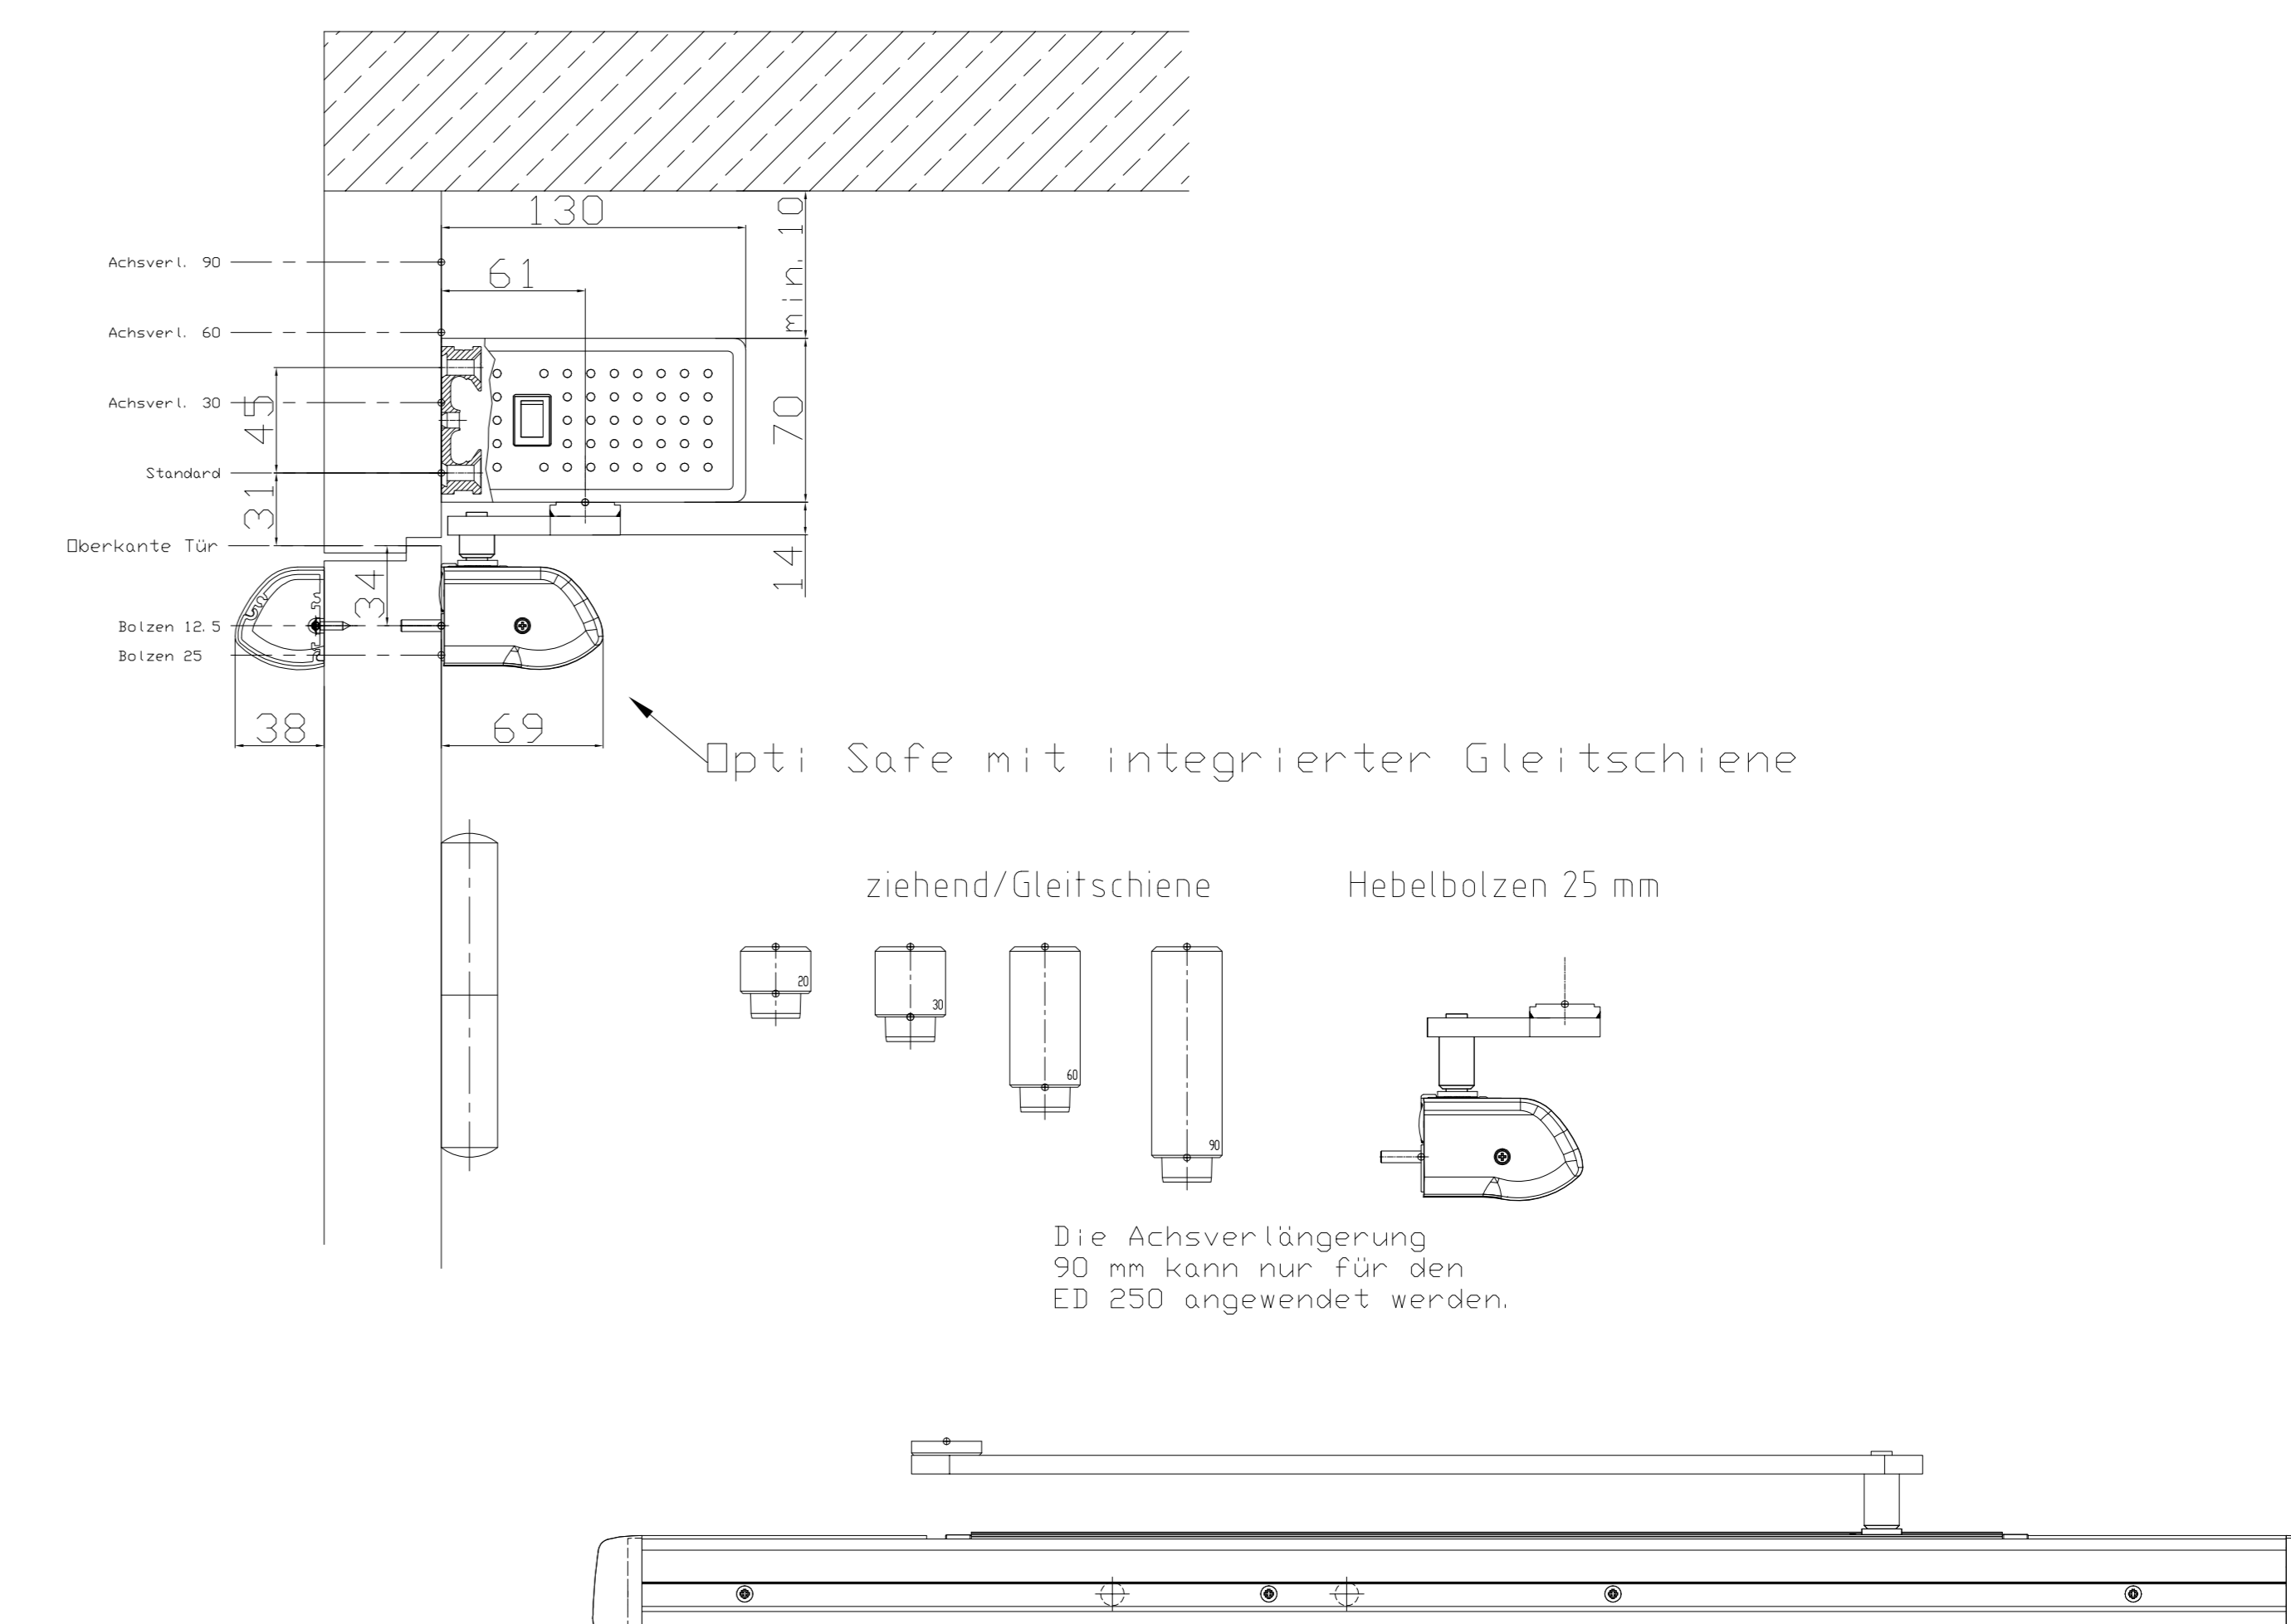 130
min. 10
Achsverl. 90
61
Achsverl. 60
Achsverl. 30
45
70
Standard
31
Oberkante Tür
14
34
Bolzen 12.5
Bolzen 25
38
69
Opti Safe mit integrierter Gleitschiene
ziehend/Gleitschiene
Hebelbolzen 25 mm
20
30
60
90
Die Achsverlängerung
90 mm kann nur für den
ED 250 angewendet werden.